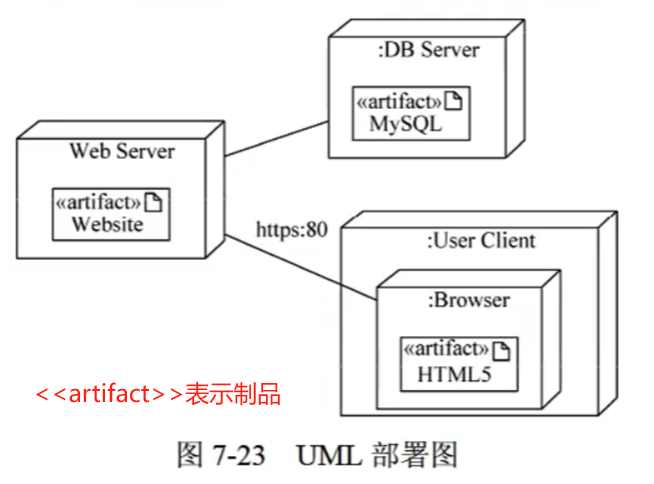 :DB Server
«artifact»
MySQL
Web Server
«artifact»
Website
https:80
:User Client
:Browser
«artifact»
HTML5
<<artifact>>表示制品
图 7-23 UML 部署图